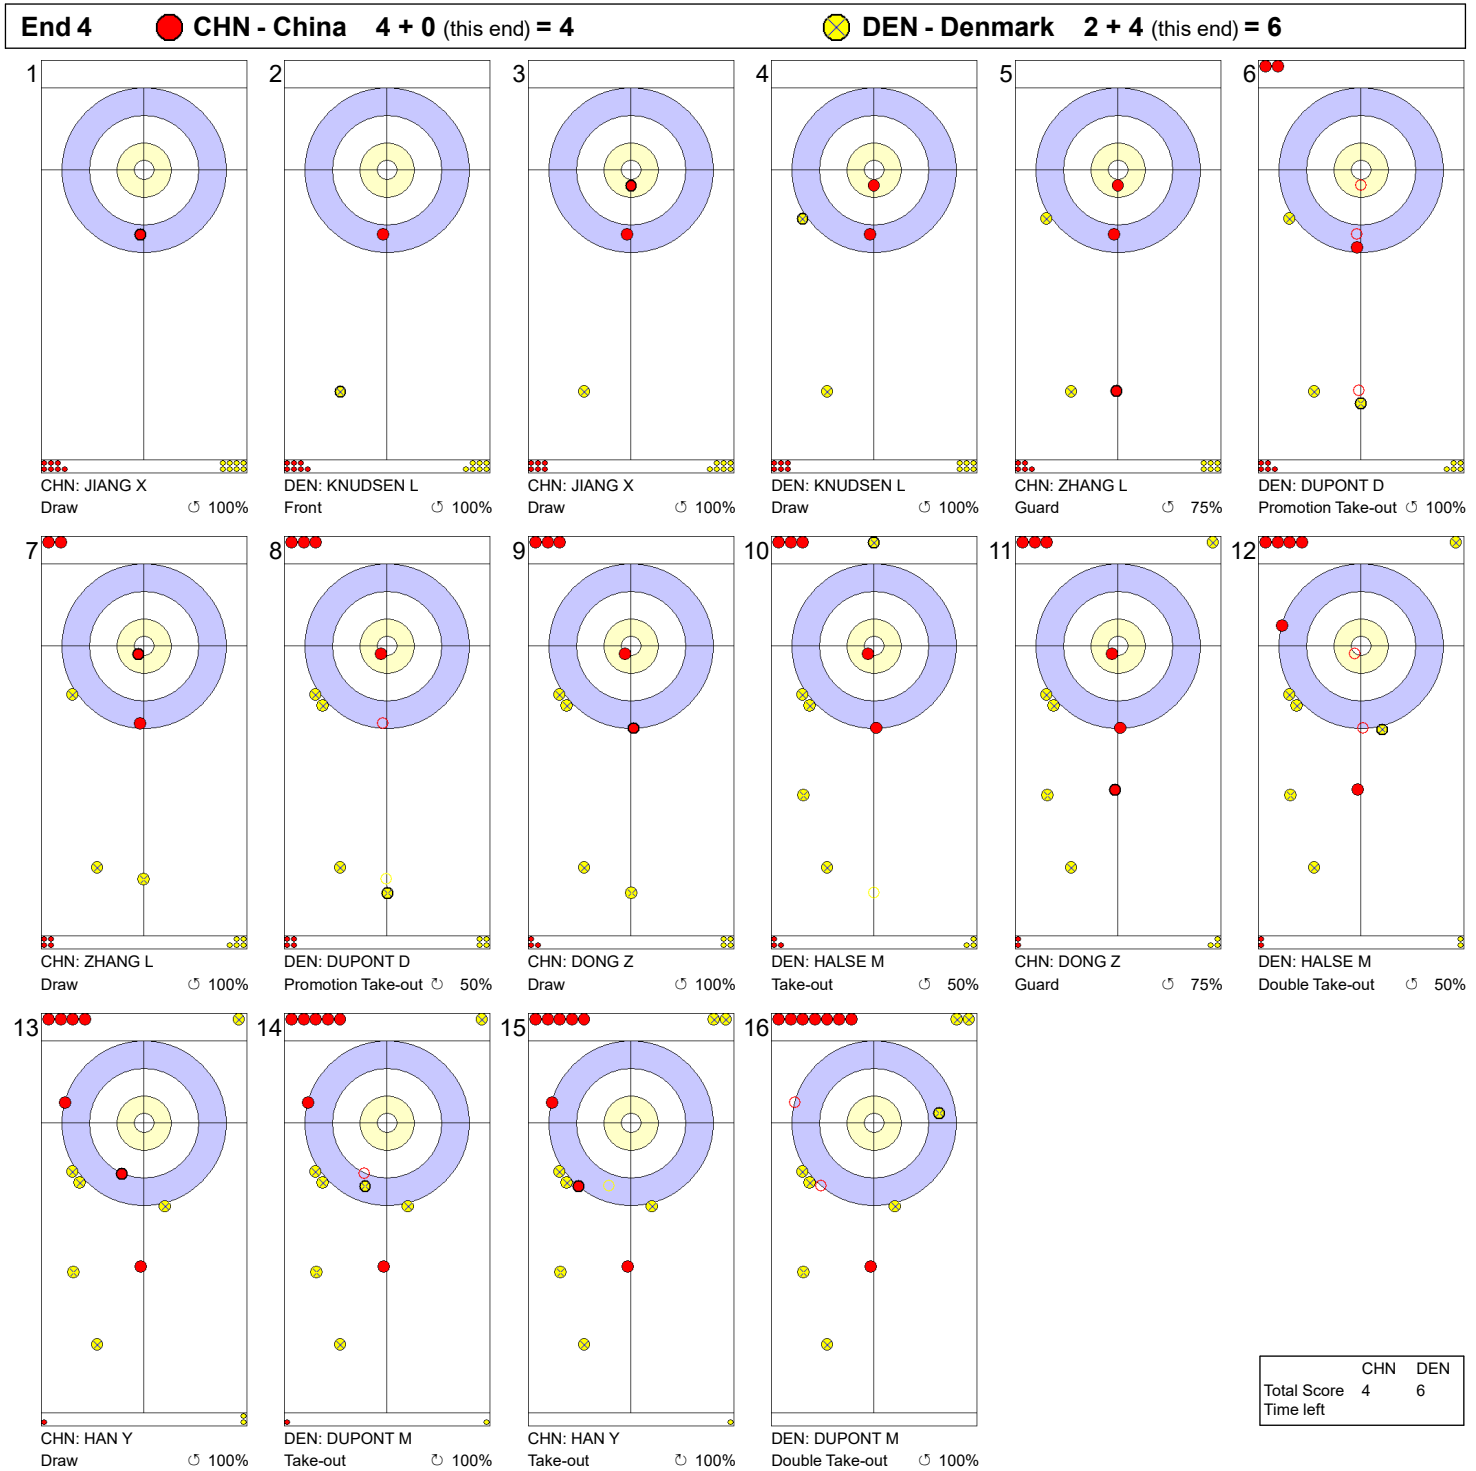 End 4 CHN - China 4 + 0 (this end) = 4 DEN - Denmark 2 + 4 (this end) = 6
1 2 3 4 5 6
CHN: JIANG X DEN: KNUDSEN L CHN: JIANG X DEN: KNUDSEN L CHN: ZHANG L DEN: DUPONT D
Draw ↺ 100% Front ↺ 100% Draw ↺ 100% Draw ↺ 100% Guard ↺ 75% Promotion Take-out ↺ 100%
7 8 9 10 11 12
CHN: ZHANG L DEN: DUPONT D CHN: DONG Z DEN: HALSE M CHN: DONG Z DEN: HALSE M
Draw ↺ 100% Promotion Take-out ↻ 50% Draw ↺ 100% Take-out ↺ 50% Guard ↺ 75% Double Take-out ↺ 50%
13 14 15 16
CHN: HAN Y DEN: DUPONT M CHN: HAN Y DEN: DUPONT M
Draw ↺ 100% Take-out ↻ 100% Take-out ↻ 100% Double Take-out ↺ 100%
CHN DEN
Total Score 4 6
Time left